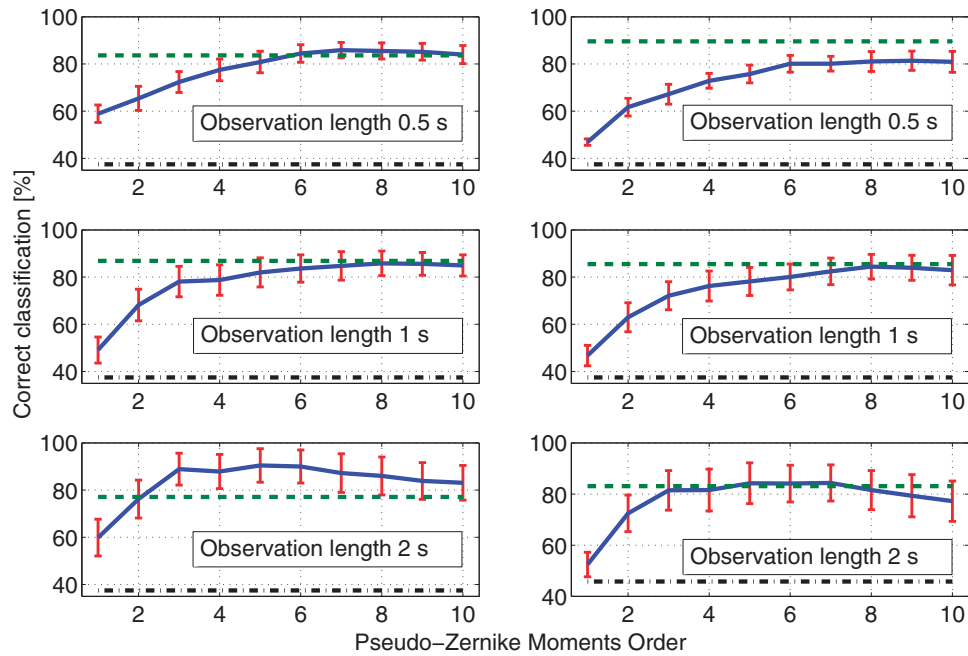 Correct classification [%]
100
80
60
40
2 4 6 8 10
Observation length 0.5 s
100
80
60
40
2 4 6 8 10
Observation length 0.5 s
100
80
60
40
2 4 6 8 10
Observation length 1 s
100
80
60
40
2 4 6 8 10
Observation length 1 s
100
80
60
40
2 4 6 8 10
Observation length 2 s
100
80
60
40
2 4 6 8 10
Observation length 2 s
Pseudo−Zernike Moments Order